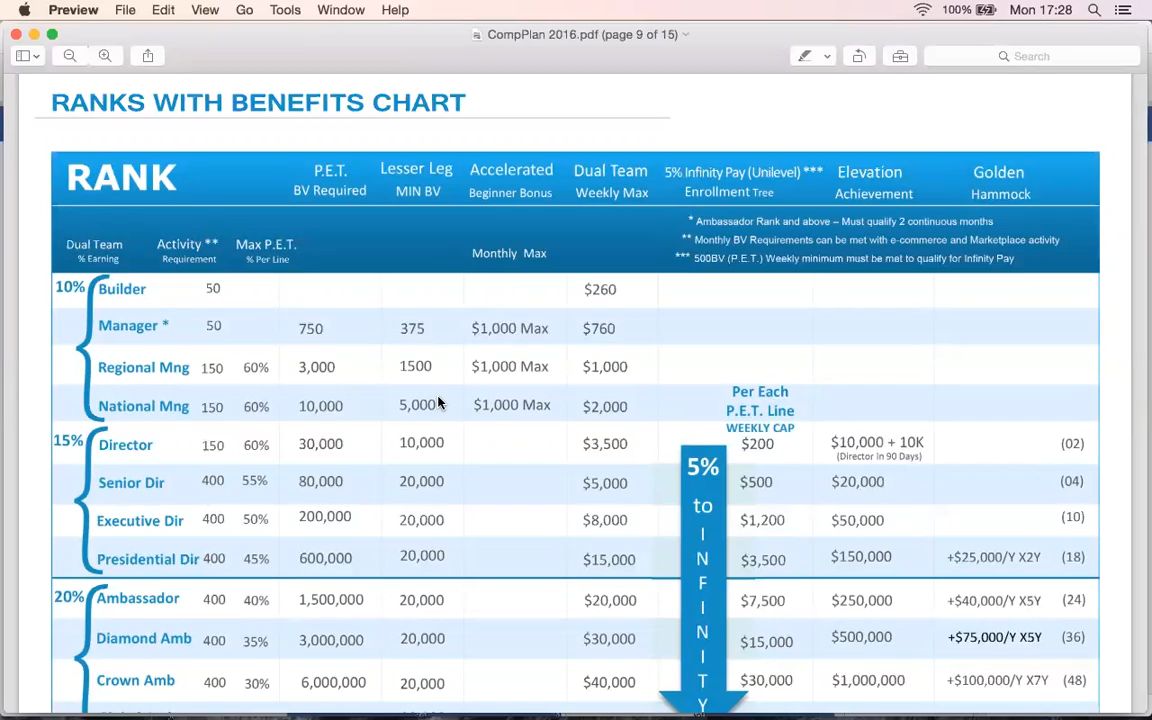 Preview File Edit View Go Tools Window Help 100% Mon 17:28
CompPlan 2016.pdf (page 9 of 15)
Search
RANKS WITH BENEFITS CHART
RANK P.E.T. BV Required Lesser Leg MIN BV Accelerated Beginner Bonus Dual Team Weekly Max 5% Infinity Pay (Unilevel) *** Enrollment Tree Elevation Achievement Golden Hammock
* Ambassador Rank and above – Must qualify 2 continuous months
** Monthly BV Requirements can be met with e-commerce and Marketplace activity
*** 500BV (P.E.T.) Weekly minimum must be met to qualify for Infinity Pay
Dual Team % Earning Activity ** Requirement Max P.E.T. % Per Line Monthly Max
10% Builder 50 $260
Manager * 50 750 375 $1,000 Max $760
Regional Mng 150 60% 3,000 1500 $1,000 Max $1,000
National Mng 150 60% 10,000 5,000 $1,000 Max $2,000
Per Each
P.E.T. Line
WEEKLY CAP
15% Director 150 60% 30,000 10,000 $3,500 $200 $10,000 + 10K (Director in 90 Days) (02)
Senior Dir 400 55% 80,000 20,000 $5,000 $500 $20,000 (04)
Executive Dir 400 50% 200,000 20,000 $8,000 $1,200 $50,000 (10)
Presidential Dir 400 45% 600,000 20,000 $15,000 $3,500 $150,000 +$25,000/Y X2Y (18)
20% Ambassador 400 40% 1,500,000 20,000 $20,000 $7,500 $250,000 +$40,000/Y X5Y (24)
Diamond Amb 400 35% 3,000,000 20,000 $30,000 $15,000 $500,000 +$75,000/Y X5Y (36)
Crown Amb 400 30% 6,000,000 20,000 $40,000 $30,000 $1,000,000 +$100,000/Y X7Y (48)
5%
to
I
N
F
I
N
I
T
Y